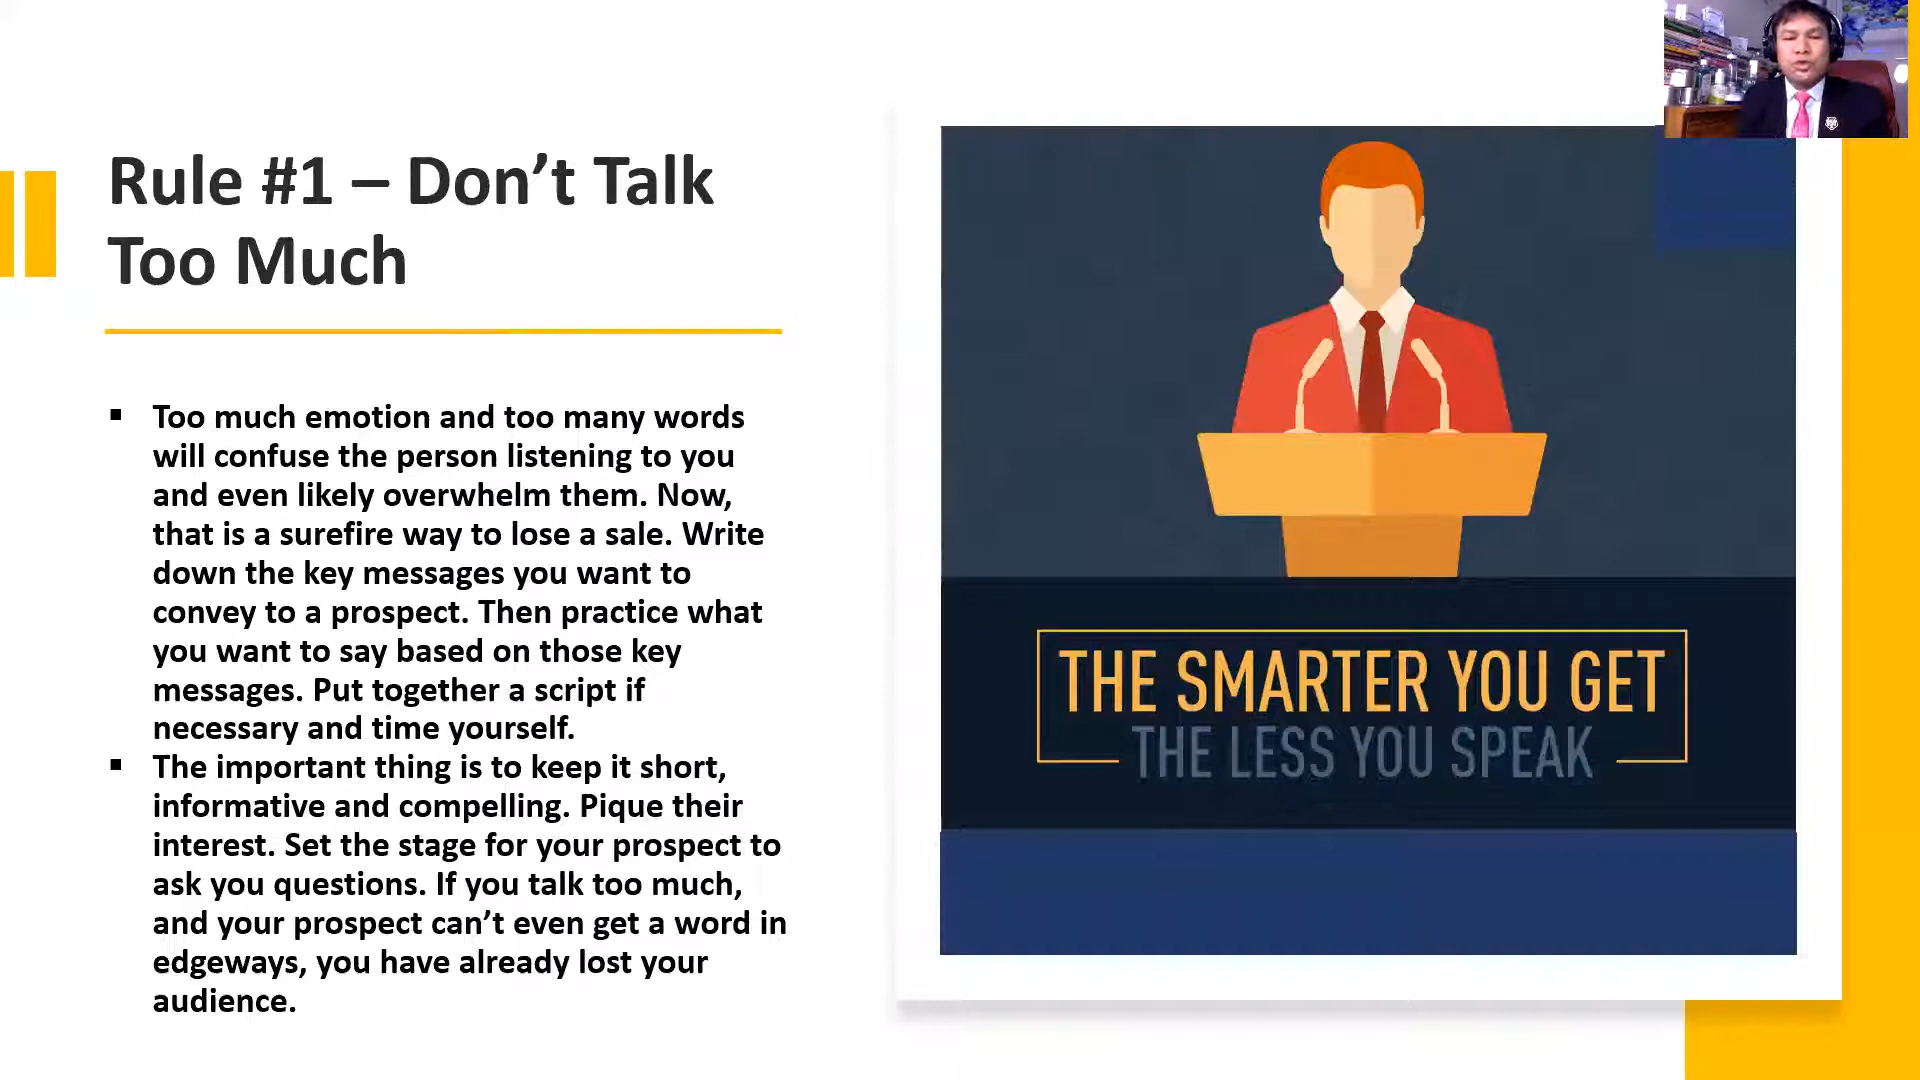 Rule #1 – Don’t Talk
Too Much
▪ Too much emotion and too many words
will confuse the person listening to you
and even likely overwhelm them. Now,
that is a surefire way to lose a sale. Write
down the key messages you want to
convey to a prospect. Then practice what
you want to say based on those key
messages. Put together a script if
necessary and time yourself.
▪ The important thing is to keep it short,
informative and compelling. Pique their
interest. Set the stage for your prospect to
ask you questions. If you talk too much,
and your prospect can’t even get a word in
edgeways, you have already lost your
audience.
THE SMARTER YOU GET
THE LESS YOU SPEAK